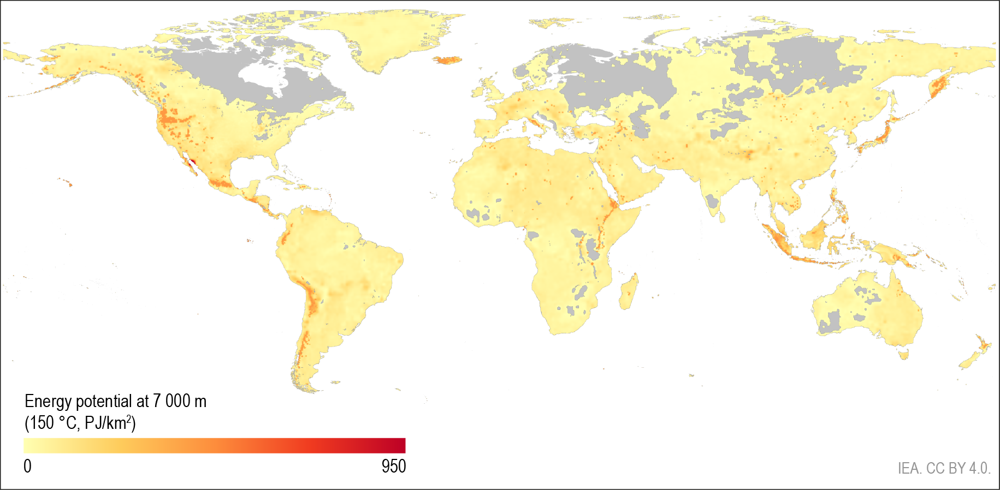 Energy potential at 7 000 m
(150 °C, PJ/km²)
0 950
IEA. CC BY 4.0.